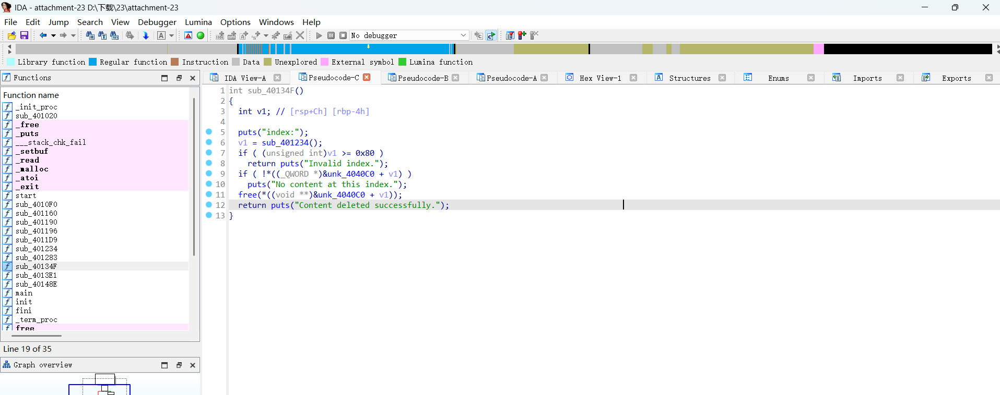 IDA - attachment-23 D:\下载\23\attachment-23
File Edit Jump Search View Debugger Lumina Options Windows Help
No debugger
Library function Regular function Instruction Data Unexplored External symbol Lumina function
Functions
IDA View-A Pseudocode-C Pseudocode-B Pseudocode-A Hex View-1 Structures Enums Imports Exports
Function name
_init_proc
sub_401020
_free
_puts
___stack_chk_fail
_setbuf
_read
_malloc
_atoi
_exit
start
sub_4010F0
sub_401160
sub_401190
sub_401196
sub_4011D9
sub_401234
sub_401283
sub_40134F
sub_4013E1
sub_40148E
main
init
fini
_term_proc
free
Line 19 of 35
Graph overview
1 int sub_40134F()
2 {
3 int v1; // [rsp+Ch] [rbp-4h]
4
5 puts("index:");
6 v1 = sub_401234();
7 if ( (unsigned int)v1 >= 0x80 )
8 return puts("Invalid index.");
9 if ( !*((_QWORD *)&unk_4040C0 + v1) )
10 puts("No content at this index.");
11 free(*((void **)&unk_4040C0 + v1));
12 return puts("Content deleted successfully.");
13 }